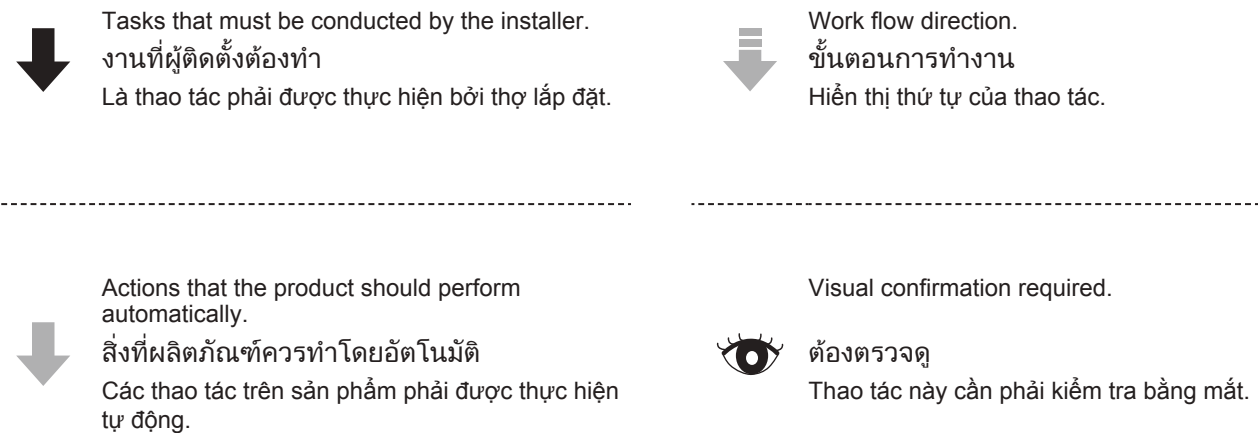 Tasks that must be conducted by the installer.
งานที่ผู้ติดตั้งต้องทำ
Là thao tác phải được thực hiện bởi thợ lắp đặt.
Work flow direction.
ขั้นตอนการทำงาน
Hiển thị thứ tự của thao tác.
Actions that the product should perform
automatically.
สิ่งที่ผลิตภัณฑ์ควรทำโดยอัตโนมัติ
Các thao tác trên sản phẩm phải được thực hiện
tự động.
Visual confirmation required.
ต้องตรวจดู
Thao tác này cần phải kiểm tra bằng mắt.